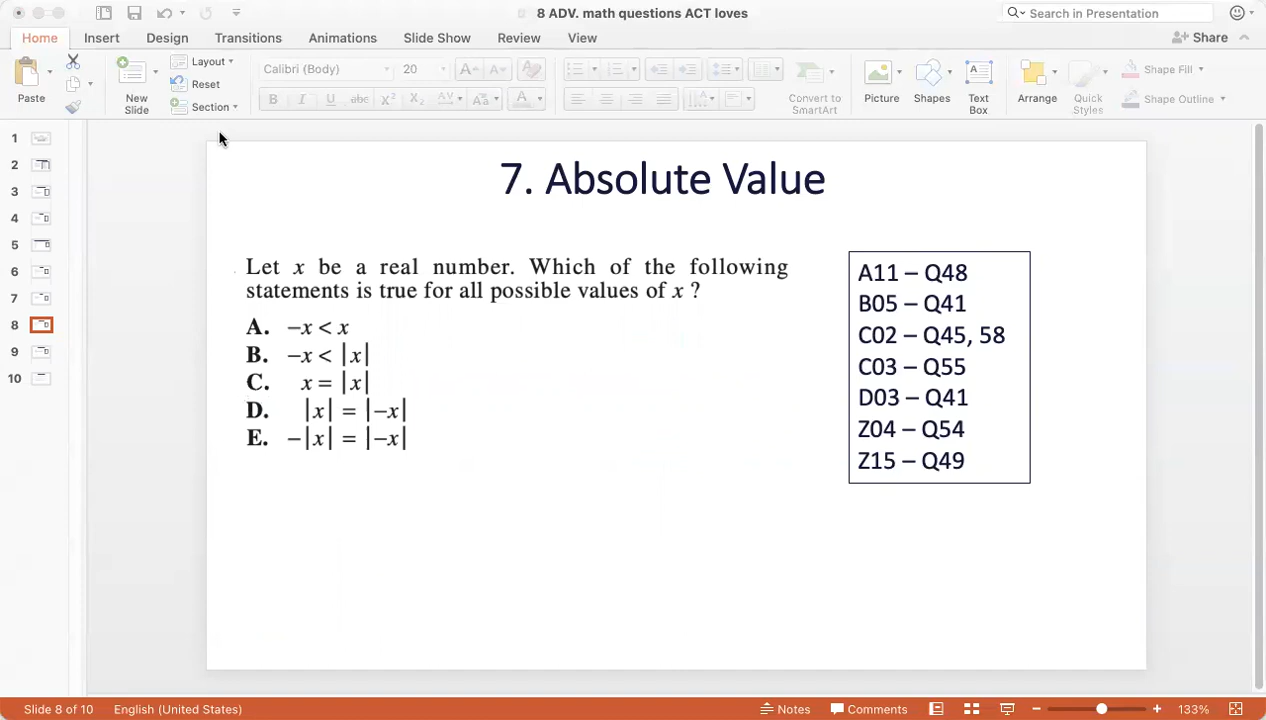 8 ADV. math questions ACT loves
Search in Presentation
Home Insert Design Transitions Animations Slide Show Review View Share
Paste
New Slide
Layout
Reset
Section
Calibri (Body) 20
B I U abc X² X₂ AV Aa A
Convert to SmartArt
Picture
Shapes
Text Box
Arrange
Quick Styles
Shape Fill
Shape Outline
1
2
3
4
5
6
7
8
9
10
7. Absolute Value
Let x be a real number. Which of the following
statements is true for all possible values of x ?
A. −x < x
B. −x < |x|
C. x = |x|
D. |x| = |−x|
E. −|x| = |−x|
A11 – Q48
B05 – Q41
C02 – Q45, 58
C03 – Q55
D03 – Q41
Z04 – Q54
Z15 – Q49
Slide 8 of 10 English (United States) Notes Comments 133%